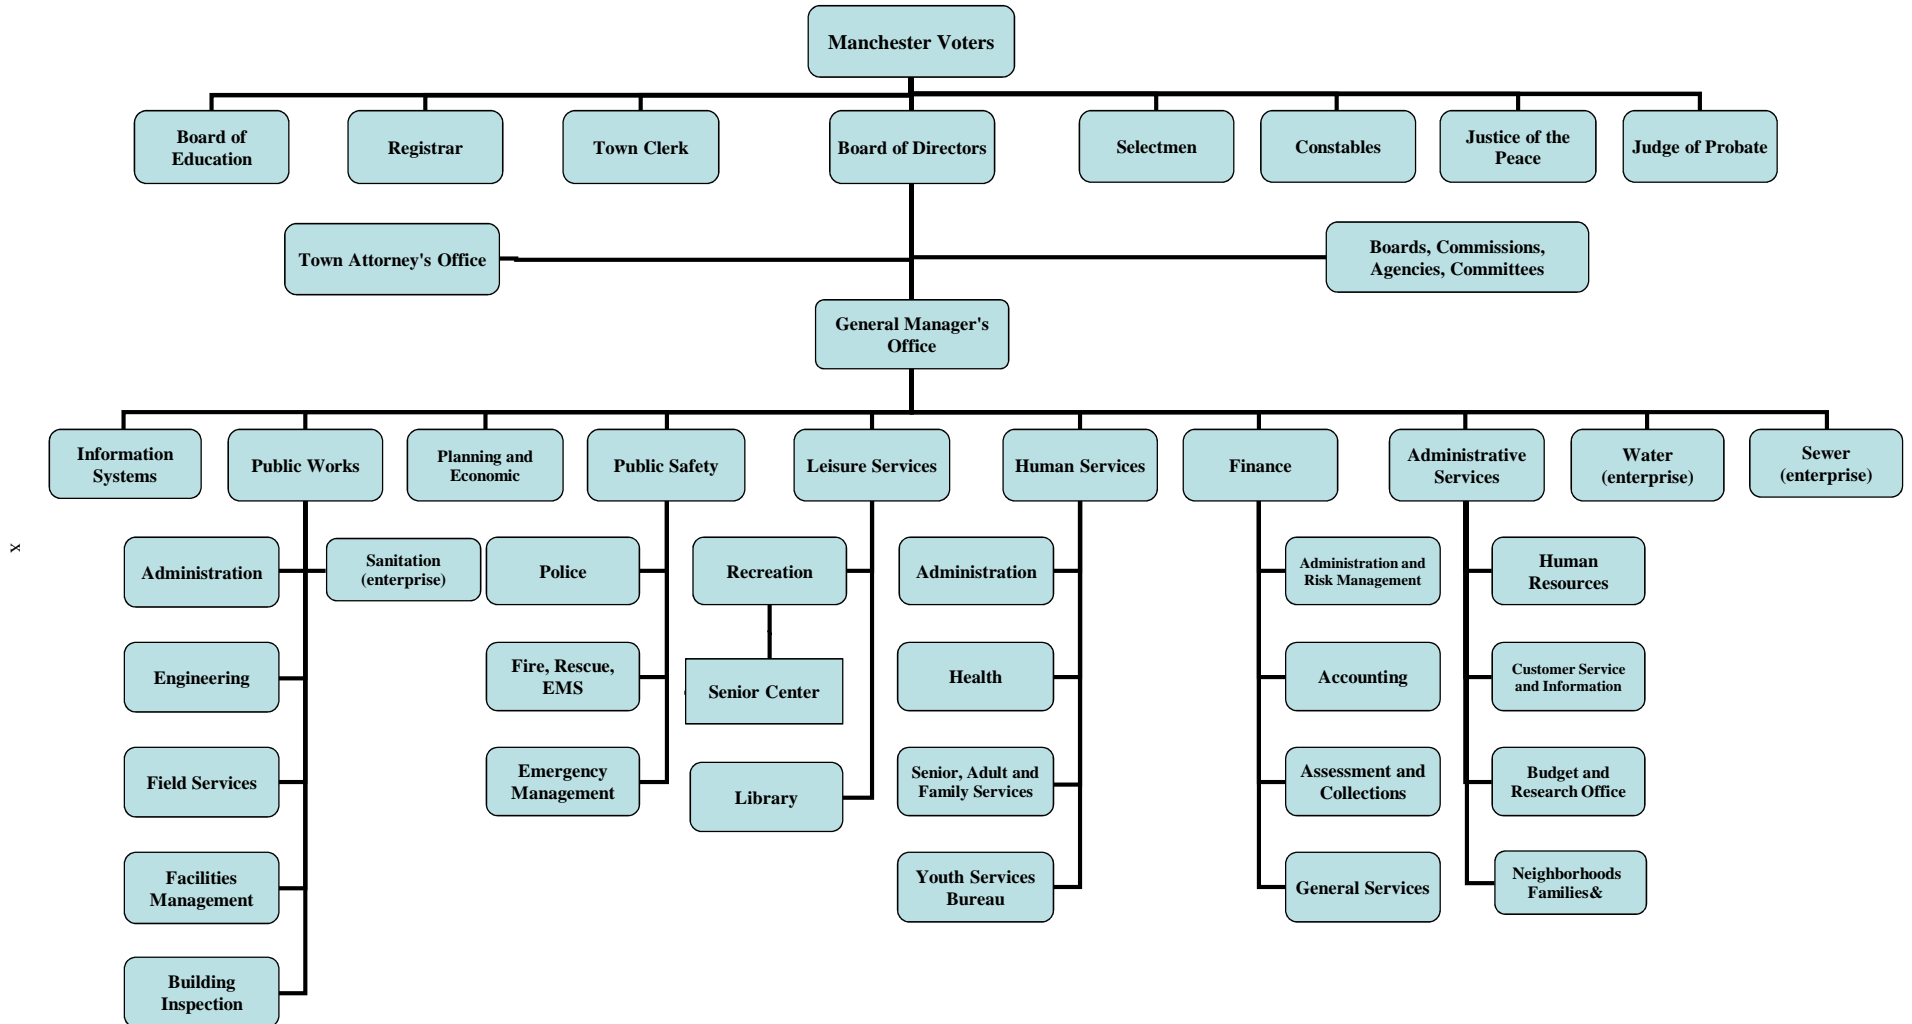 Manchester Voters
Board of
Education
Registrar
Town Clerk
Board of Directors
Selectmen
Constables
Justice of the
Peace
Judge of Probate
Town Attorney's Office
Boards, Commissions,
Agencies, Committees
General Manager's
Office
Information
Systems
Public Works
Planning and
Economic
Public Safety
Leisure Services
Human Services
Finance
Administrative
Services
Water
(enterprise)
Sewer
(enterprise)
x
Administration
Sanitation
(enterprise)
Police
Recreation
Administration
Administration and
Risk Management
Human
Resources
Engineering
Fire, Rescue,
EMS
Senior Center
Health
Accounting
Customer Service
and Information
Field Services
Emergency
Management
Library
Senior, Adult and
Family Services
Assessment and
Collections
Budget and
Research Office
Facilities
Management
Youth Services
Bureau
General Services
Neighborhoods
Families&
Building
Inspection